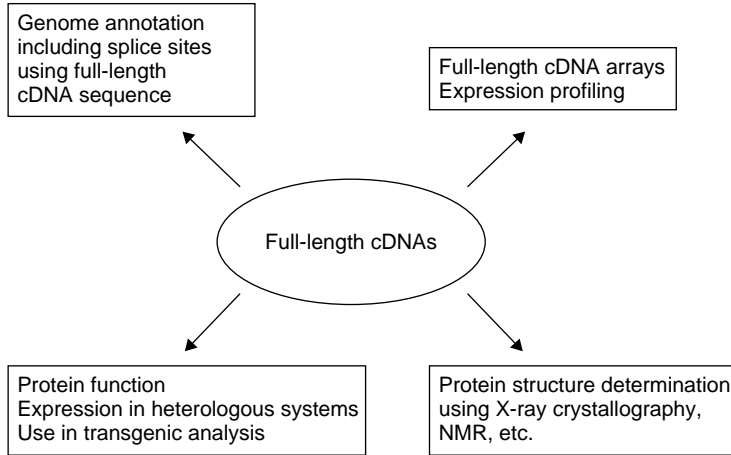 Genome annotation
including splice sites
using full-length
cDNA sequence
Full-length cDNA arrays
Expression profiling
Full-length cDNAs
Protein function
Expression in heterologous systems
Use in transgenic analysis
Protein structure determination
using X-ray crystallography,
NMR, etc.